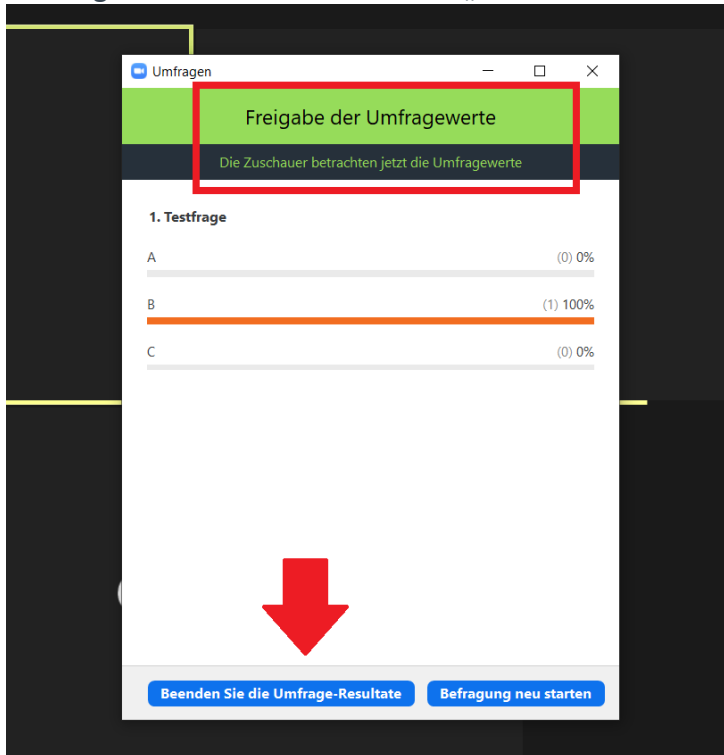 Umfragen
Freigabe der Umfragewerte
Die Zuschauer betrachten jetzt die Umfragewerte
1. Testfrage
A (0) 0%
B (1) 100%
C (0) 0%
Beenden Sie die Umfrage-Resultate Befragung neu starten